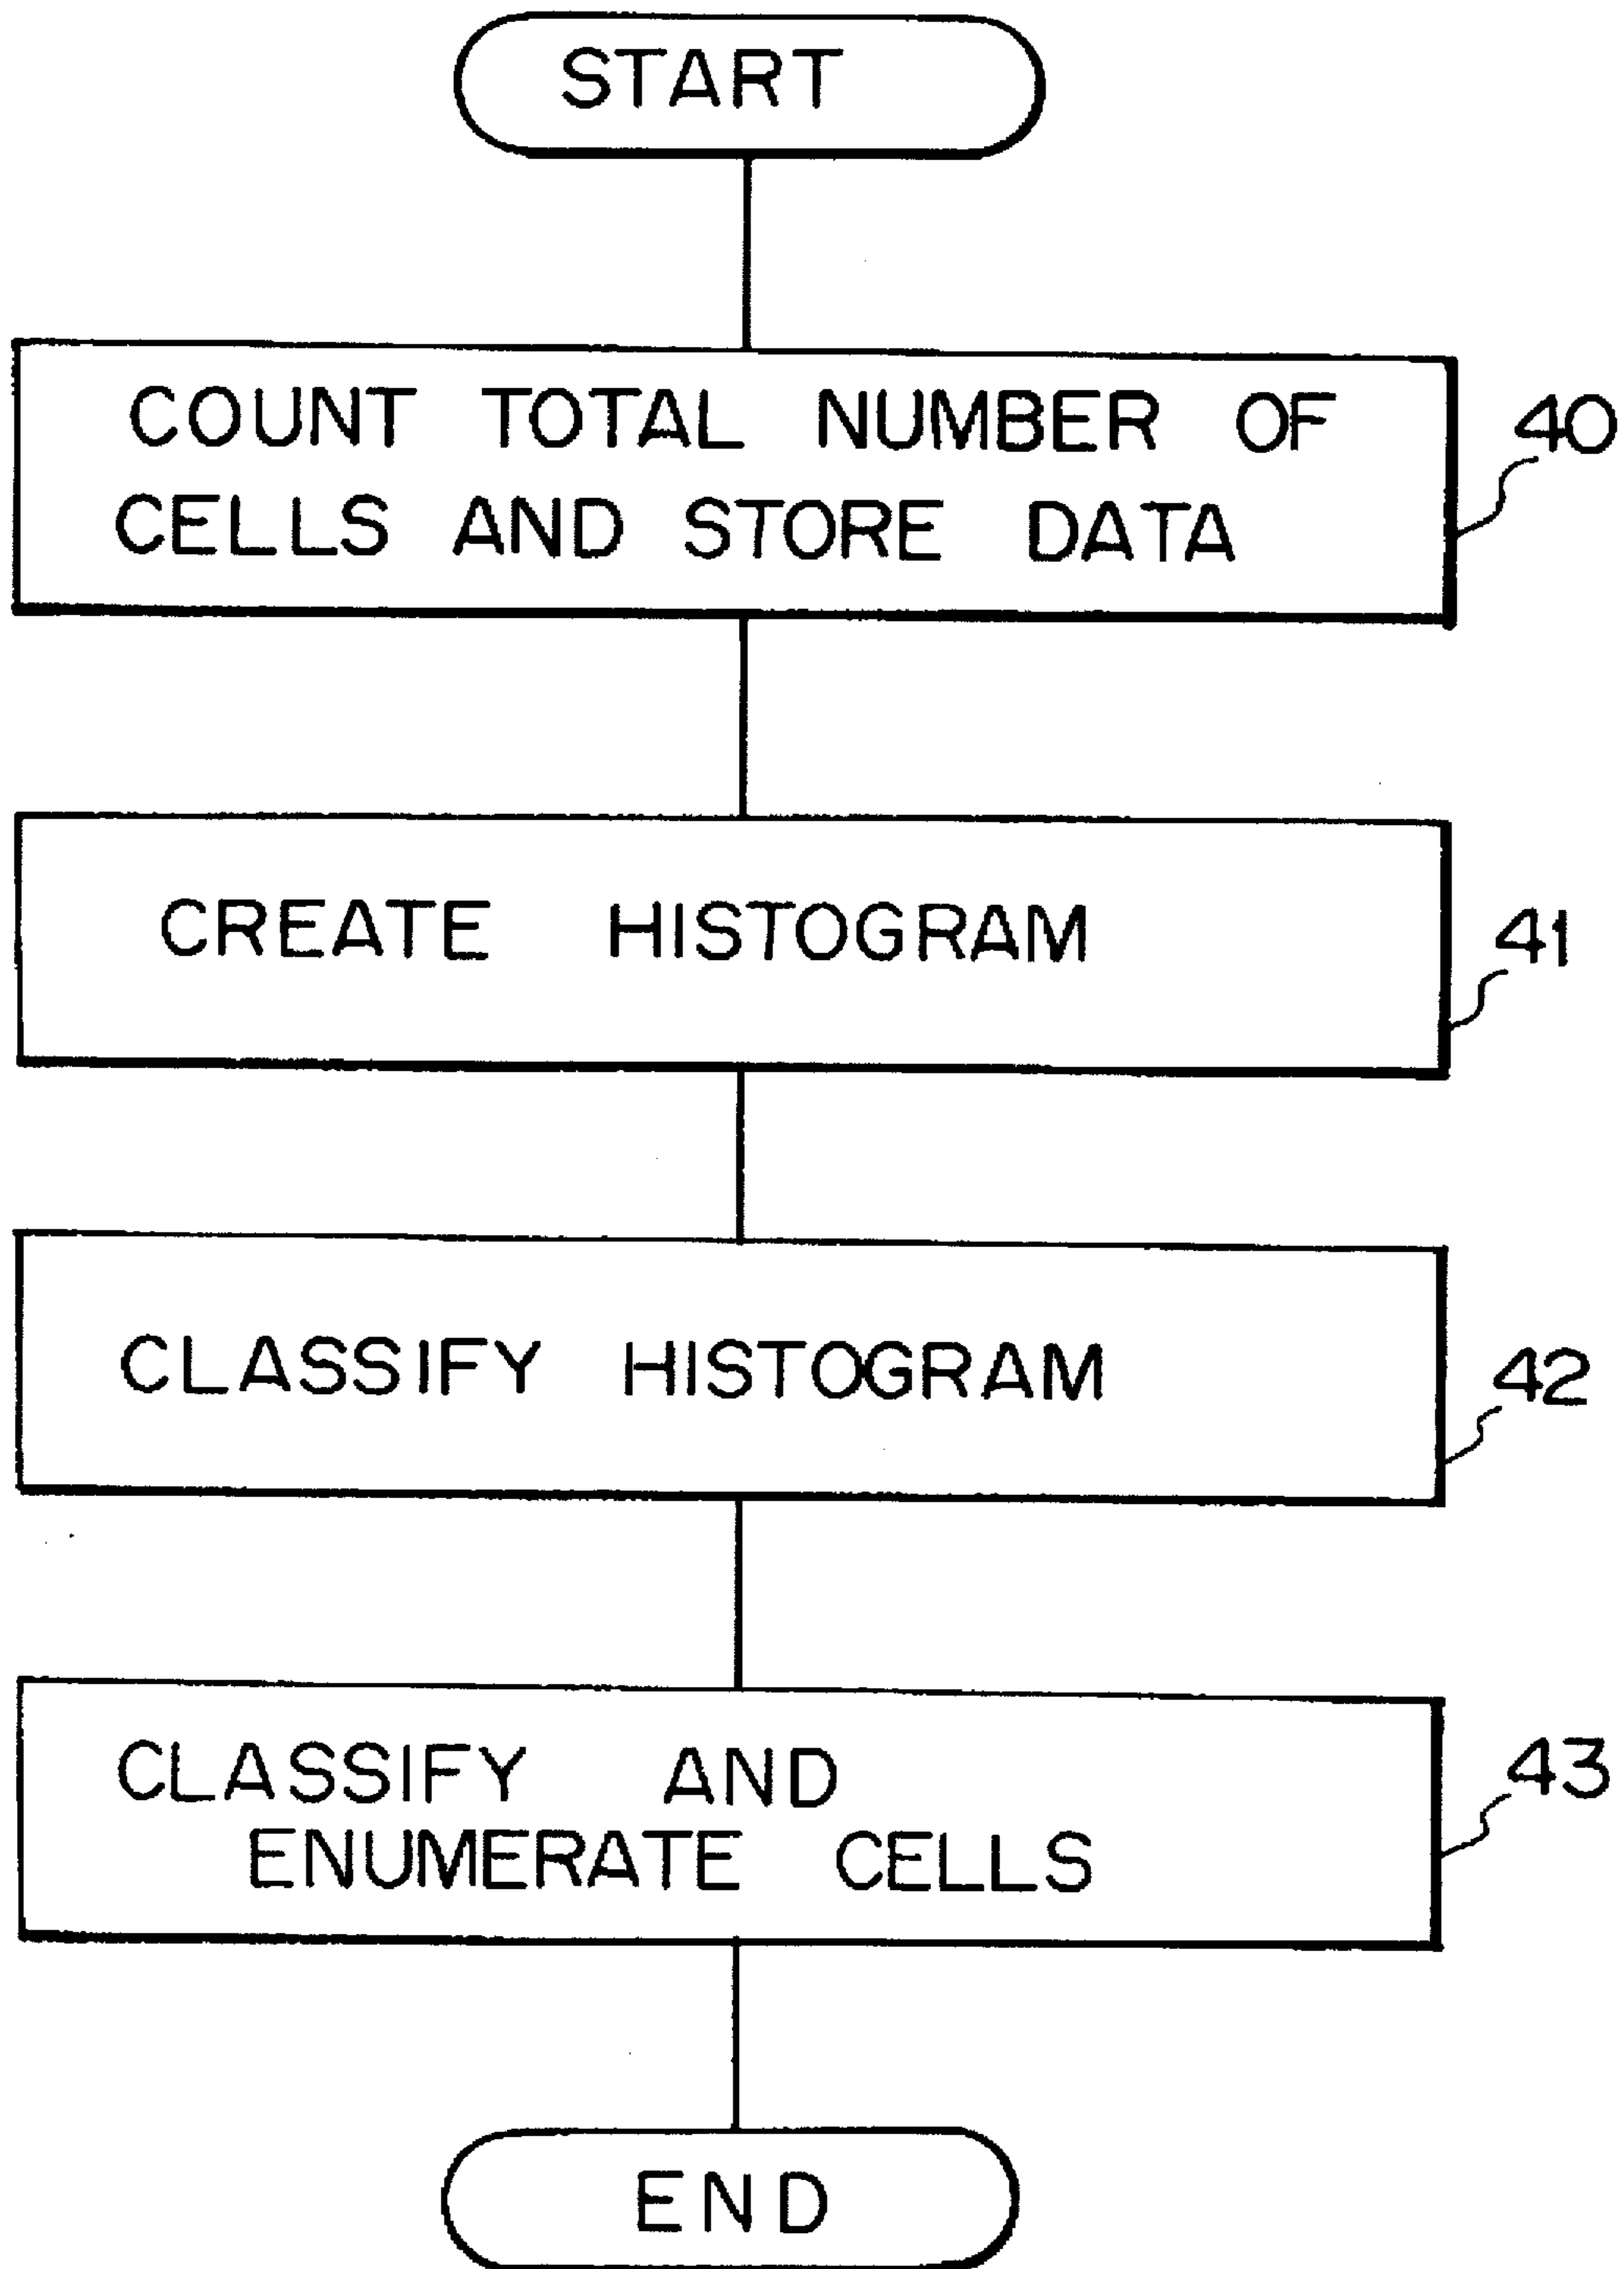 START
COUNT TOTAL NUMBER OF
CELLS AND STORE DATA
40
CREATE HISTOGRAM
41
CLASSIFY HISTOGRAM
42
CLASSIFY AND
ENUMERATE CELLS
43
END